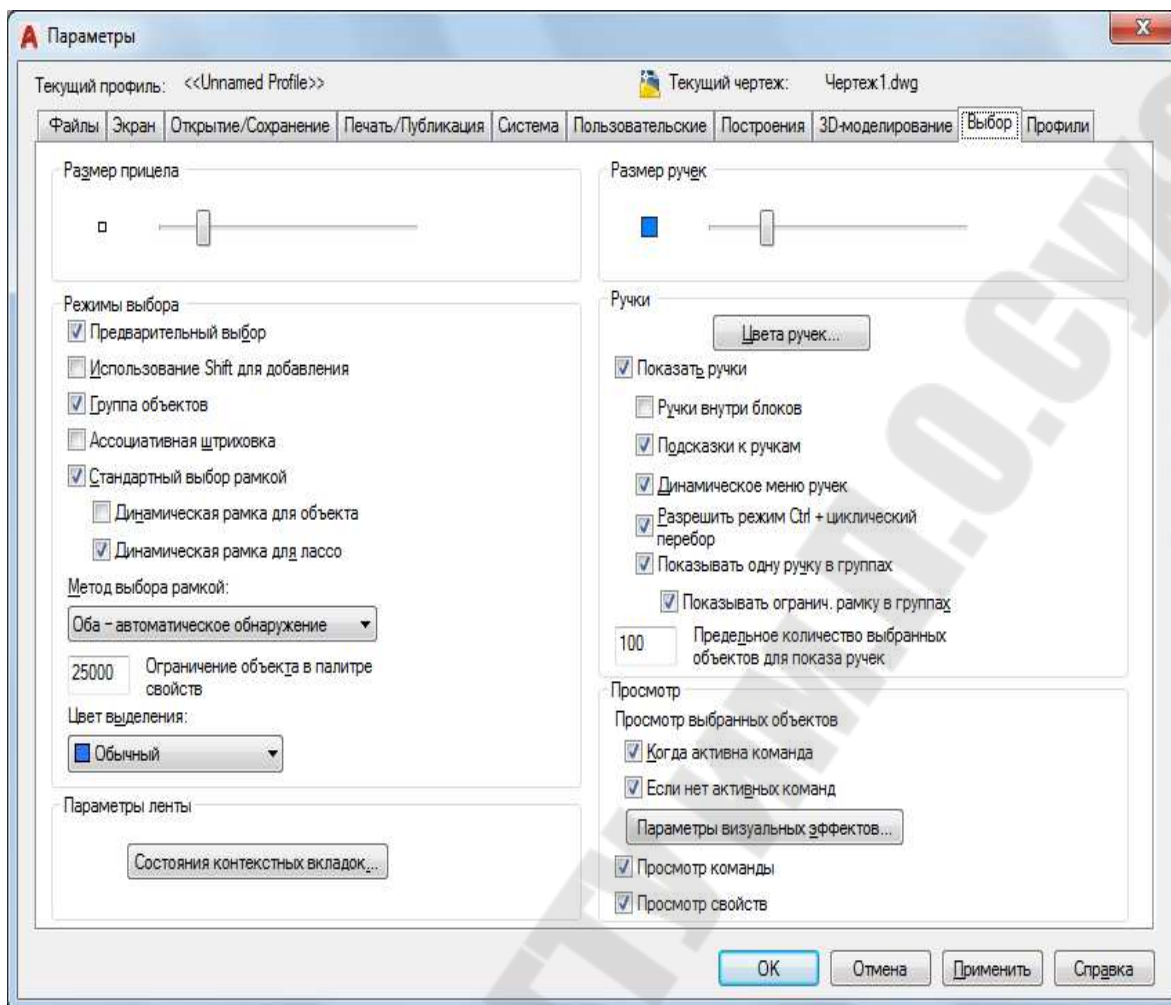 Параметры
Текущий профиль: <<Unnamed Profile>>
Текущий чертеж: Чертеж1.dwg
Файлы
Экран
Открытие/Сохранение
Печать/Публикация
Система
Пользовательские
Построения
3D-моделирование
Выбор
Профили
Размер прицела
Режимы выбора
Предварительный выбор
Использование Shift для добавления
Группа объектов
Ассоциативная штриховка
Стандартный выбор рамкой
Динамическая рамка для объекта
Динамическая рамка для лассо
Метод выбора рамкой:
Оба – автоматическое обнаружение
25000
Ограничение объекта в палитре
свойств
Цвет выделения:
Обычный
Параметры ленты
Состояния контекстных вкладок...
Размер ручек
Ручки
Цвета ручек...
Показать ручки
Ручки внутри блоков
Подсказки к ручкам
Динамическое меню ручек
Разрешить режим Ctrl + циклический
перебор
Показывать одну ручку в группах
Показывать огранич. рамку в группах
100
Предельное количество выбранных
объектов для показа ручек
Просмотр
Просмотр выбранных объектов
Когда активна команда
Если нет активных команд
Параметры визуальных эффектов...
Просмотр команды
Просмотр свойств
OK
Отмена
Применить
Справка